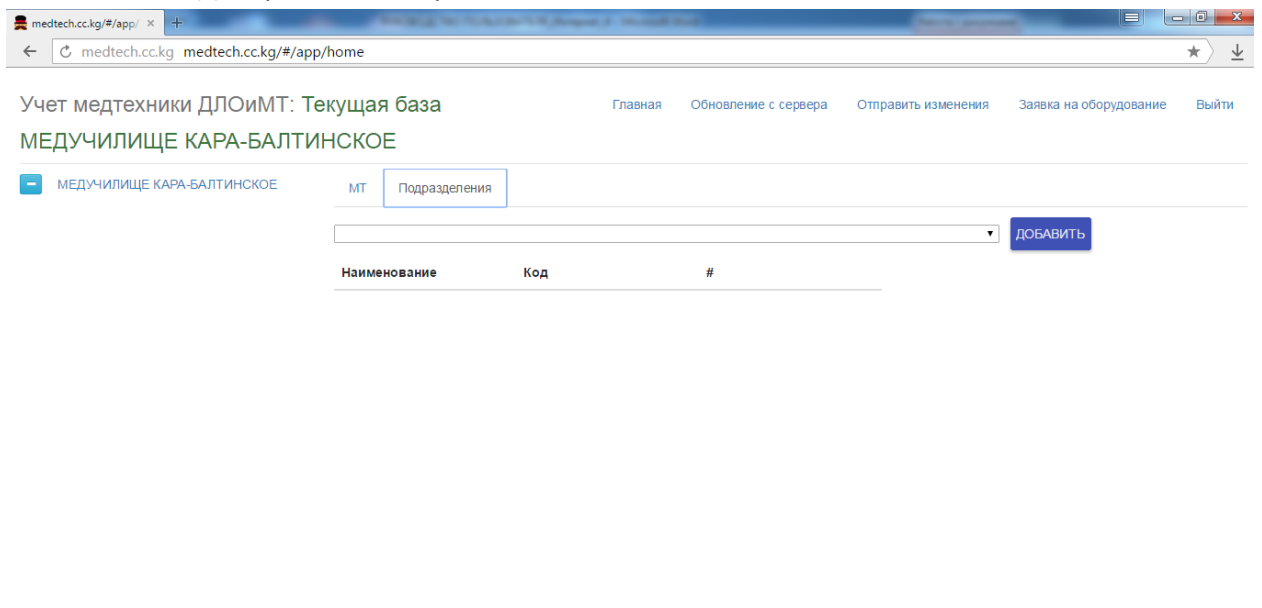 medtech.cc.kg/#/app/
medtech.cc.kg medtech.cc.kg/#/app/home
Учет медтехники ДЛОиМТ: Текущая база
МЕДУЧИЛИЩЕ КАРА-БАЛТИНСКОЕ
Главная Обновление с сервера Отправить изменения Заявка на оборудование Выйти
МЕДУЧИЛИЩЕ КАРА-БАЛТИНСКОЕ
МТ Подразделения
ДОБАВИТЬ
Наименование Код #